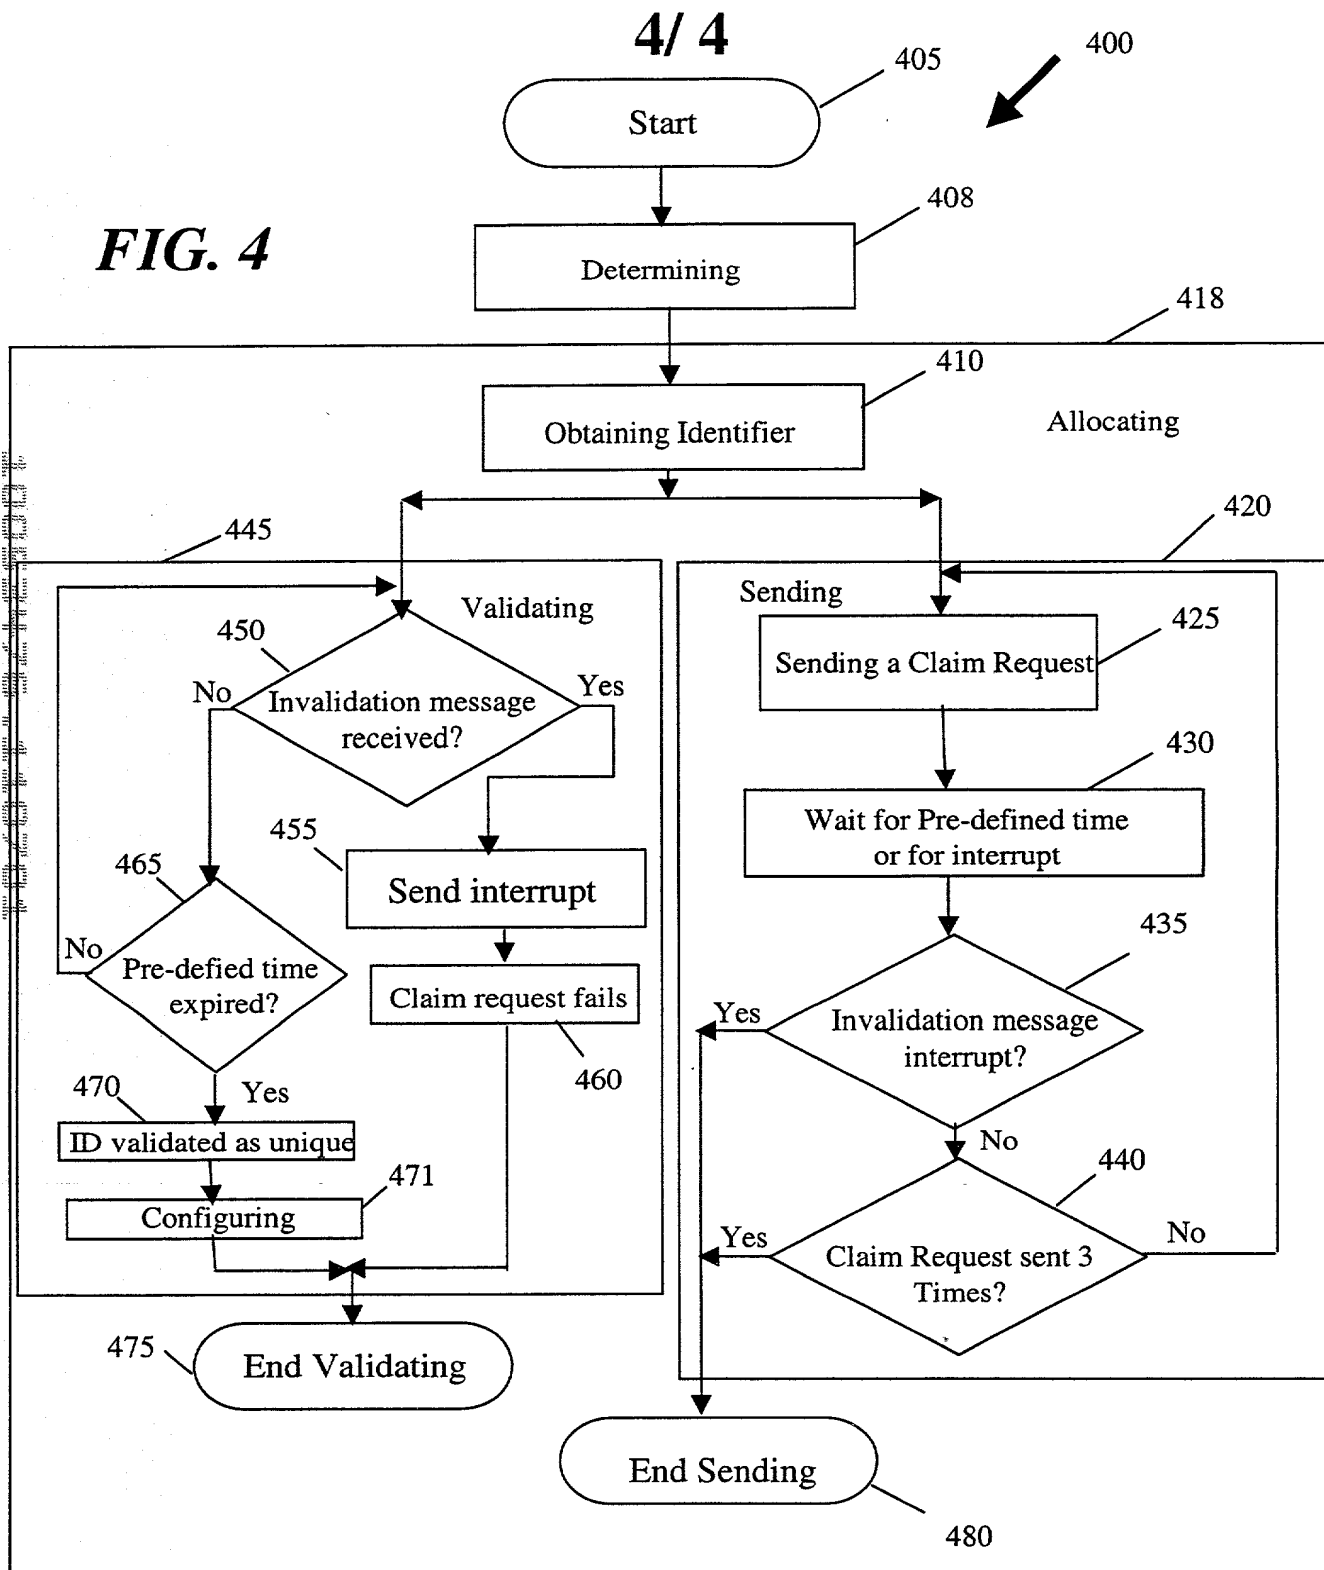 4/ 4
400
405
Start
408
FIG. 4
Determining
418
410
Obtaining Identifier
Allocating
445
420
Validating
Sending
450
425
No
Yes
Sending a Claim Request
Invalidation message
received?
430
Wait for Pre-defined time
or for interrupt
455
465
Send interrupt
435
No
Pre-defied time
expired?
Claim request fails
Yes
Invalidation message
interrupt?
460
470
Yes
ID validated as unique
No
440
471
Configuring
Yes
No
Claim Request sent 3
Times?
475
End Validating
End Sending
480